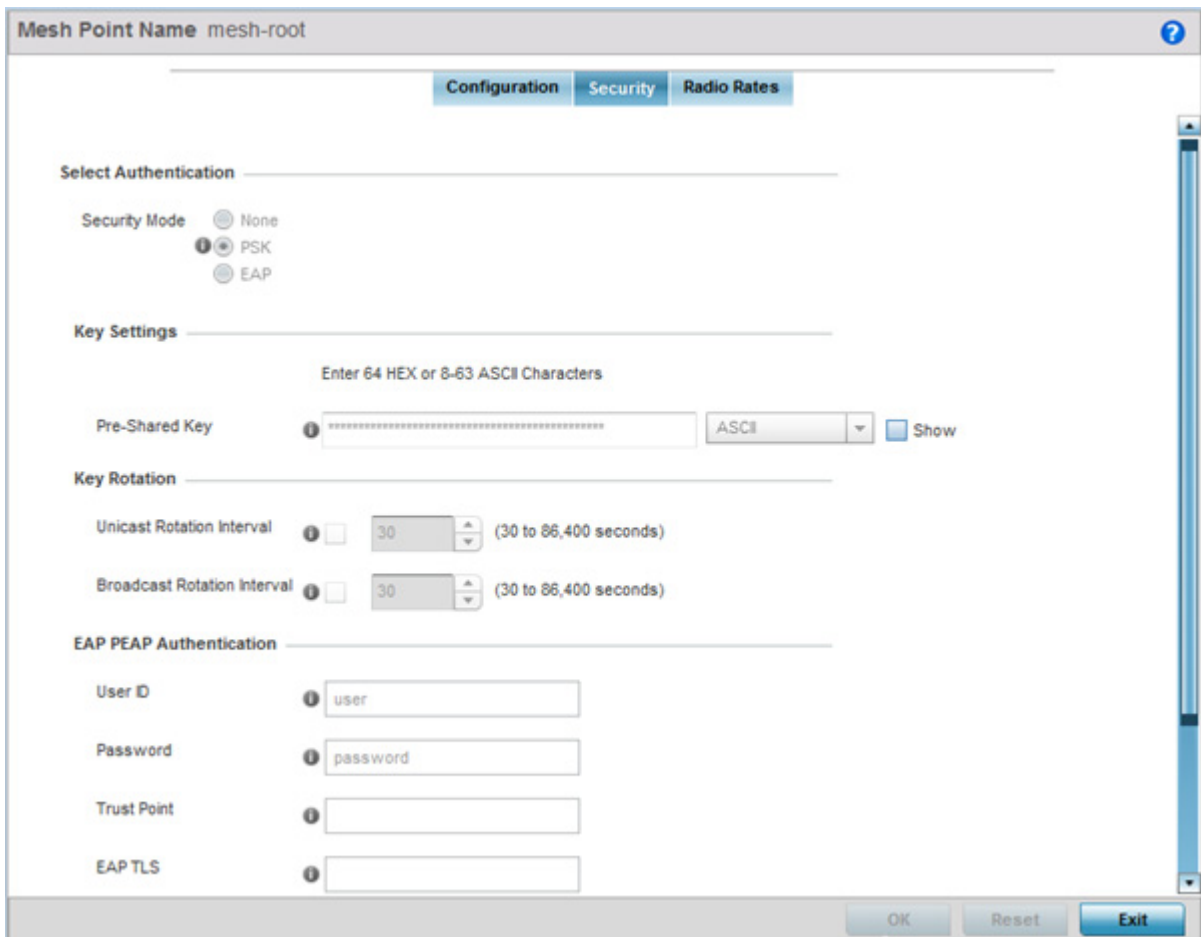 Mesh Point Name mesh-root
Configuration Security Radio Rates
Select Authentication
Security Mode None
PSK
EAP
Key Settings
Enter 64 HEX or 8-63 ASCII Characters
Pre-Shared Key ********************************************** ASCII Show
Key Rotation
Unicast Rotation Interval 30 (30 to 86,400 seconds)
Broadcast Rotation Interval 30 (30 to 86,400 seconds)
EAP PEAP Authentication
User ID user
Password password
Trust Point
EAP TLS
OK Reset Exit